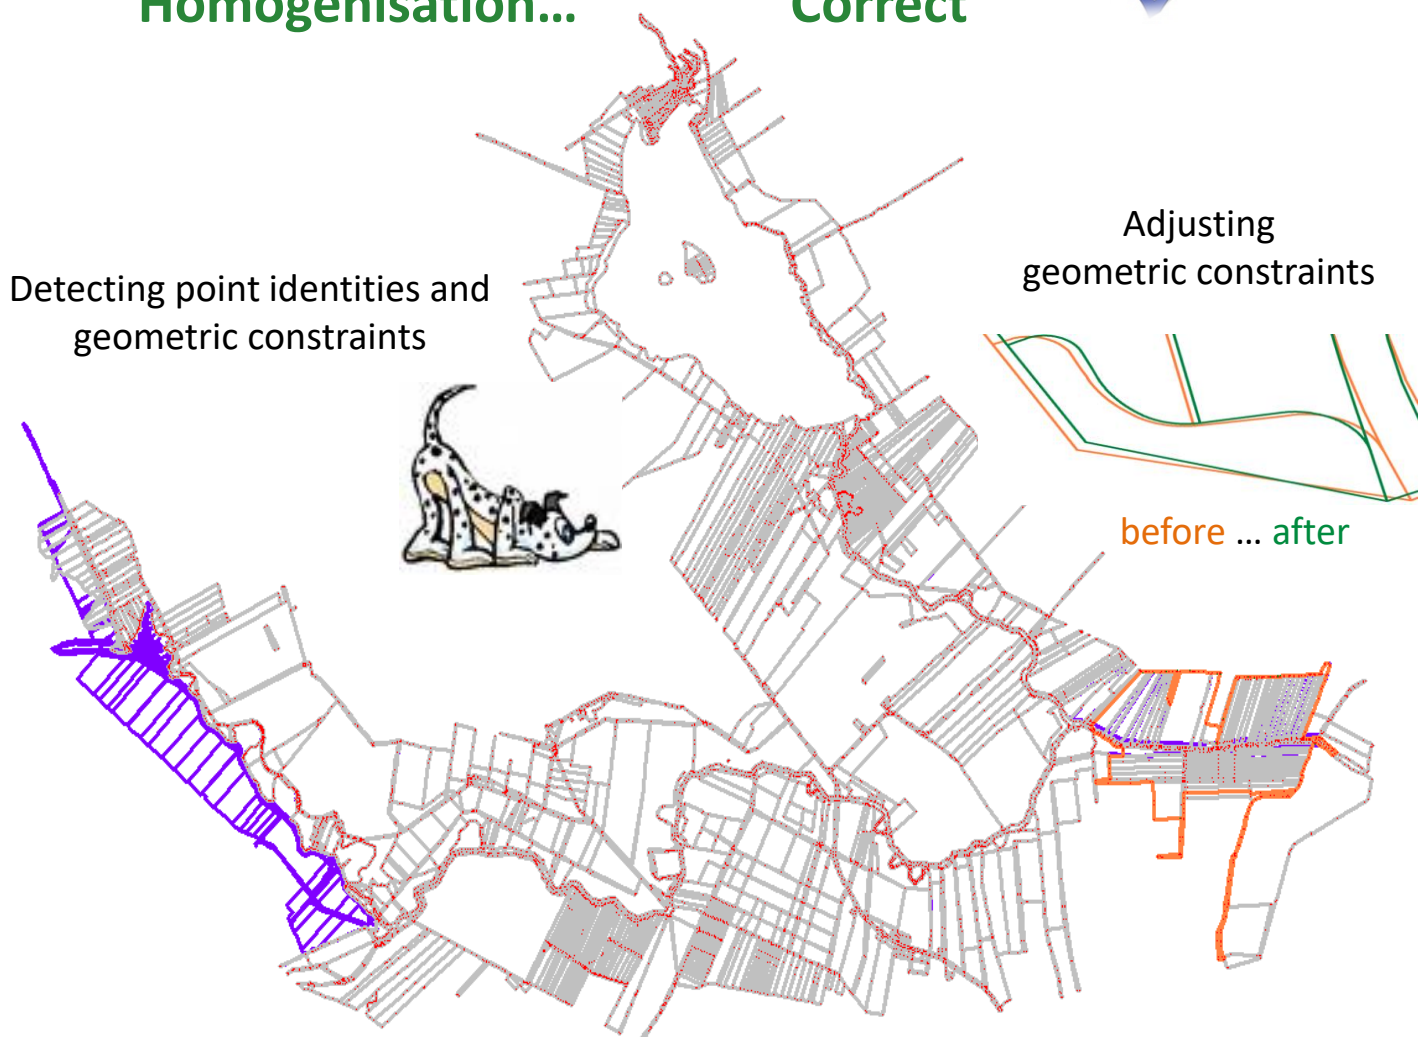 Homogenisation... Correct
Adjusting
geometric constraints
Detecting point identities and
geometric constraints
before ... after